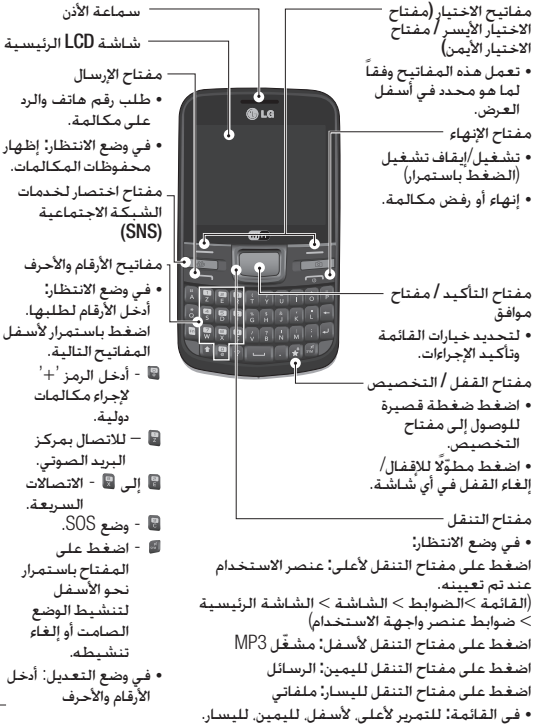 مفاتيح الاختيار (مفتاح
الاختيار الأيسر / مفتاح
الاختيار الأيمن)
• تعمل هذه المفاتيح وفقاً
لما هو محدد في أسفل
العرض.
مفتاح الإنهاء
• تشغيل/إيقاف تشغيل
(الضغط باستمرار)
• إنهاء أو رفض مكالمة.
مفتاح التأكيد / مفتاح
موافق
• لتحديد خيارات القائمة
وتأكيد الإجراءات.
مفتاح القفل / التخصيص
• اضغط ضغطة قصيرة
للوصول إلى مفتاح
التخصيص.
• اضغط مطوّلًا للإقفال/
إلغاء القفل في أي شاشة.
مفتاح التنقل
• في وضع الانتظار:
اضغط على مفتاح التنقل لأعلى: عنصر الاستخدام
عند تم تعيينه.
(القائمة >الضوابط > الشاشة > الشاشة الرئيسية
> ضوابط عنصر واجهة الاستخدام)
اضغط على مفتاح التنقل لأسفل: مشغّل MP3
اضغط على مفتاح التنقل لليمين: الرسائل
اضغط على مفتاح التنقل لليسار: ملفاتي
• في القائمة: للتمرير لأعلى، لأسفل، لليمين، لليسار.
سماعة الأذن
شاشة LCD الرئيسية
مفتاح الإرسال
• طلب رقم هاتف والرد
على مكالمة.
• في وضع الانتظار: إظهار
محفوظات المكالمات.
مفتاح اختصار لخدمات
الشبكة الاجتماعية
(SNS)
مفاتيح الأرقام والأحرف
• في وضع الانتظار:
أدخل الأرقام لطلبها.
اضغط باستمرار لأسفل
المفاتيح التالية.
- أدخل الرمز '+'
لإجراء مكالمات
دولية.
– للاتصال بمركز
البريد الصوتي.
إلى - الاتصالات
السريعة.
- وضع SOS.
- اضغط على
المفتاح باستمرار
نحو الأسفل
لتنشيط الوضع
الصامت أو إلغاء
تنشيطه.
• في وضع التعديل: أدخل
الأرقام والأحرف
LG